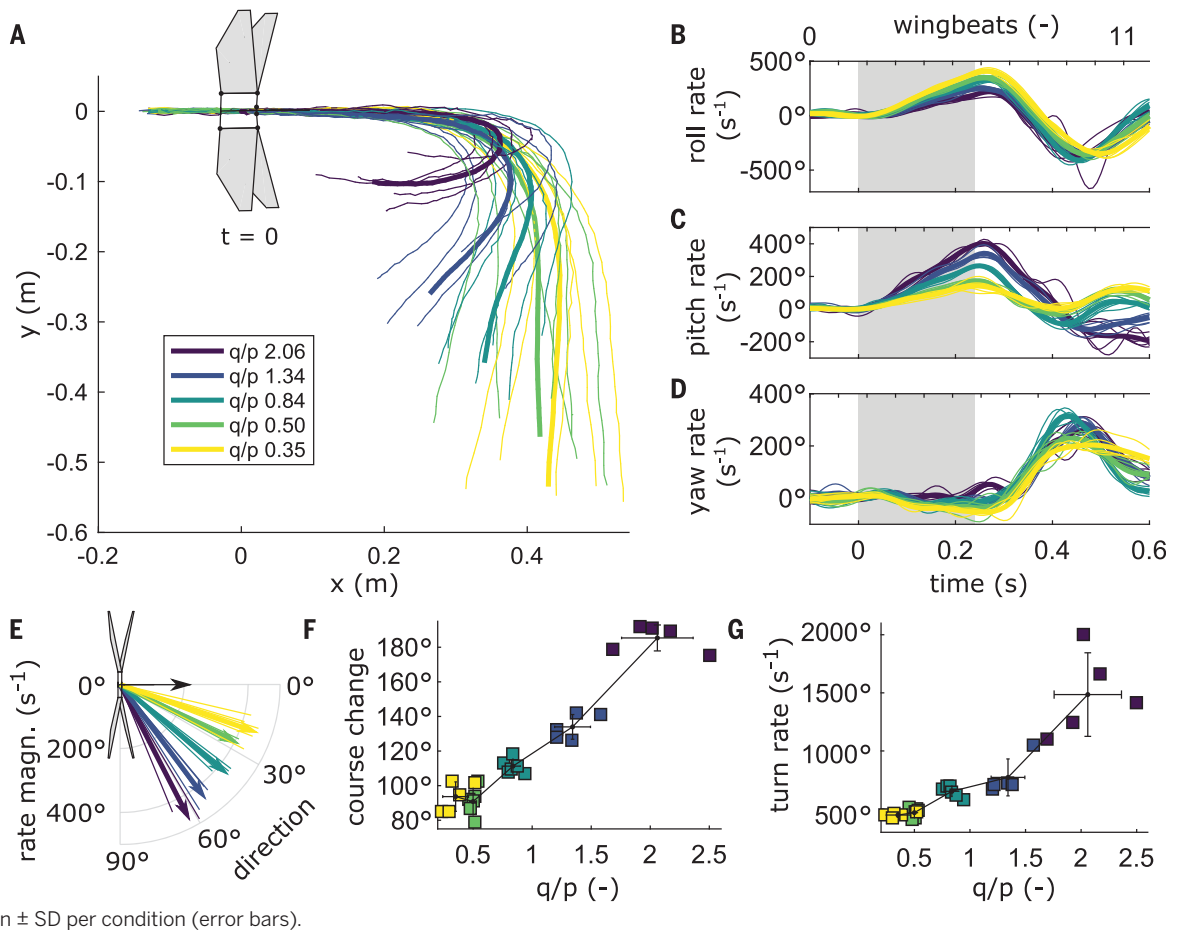 A
t = 0
0
-0.1
-0.2
-0.3
-0.4
-0.5
-0.6
y (m)
-0.2
0
0.2
0.4
x (m)
q/p 2.06
q/p 1.34
q/p 0.84
q/p 0.50
q/p 0.35
B
wingbeats (-)
0
11
500°
0°
-500°
roll rate
(s⁻¹)
C
400°
200°
0°
-200°
pitch rate
(s⁻¹)
D
400°
200°
0°
yaw rate
(s⁻¹)
0
0.2
0.4
0.6
time (s)
E
rate magn. (s⁻¹)
0°
200°
400°
0°
30°
60°
90°
direction
F
course change
180°
160°
140°
120°
100°
80°
0.5
1
1.5
2
q/p (-)
G
turn rate (s⁻¹)
2000°
1500°
1000°
500°
0.5
1
1.5
2
2.5
q/p (-)
n ± SD per condition (error bars).